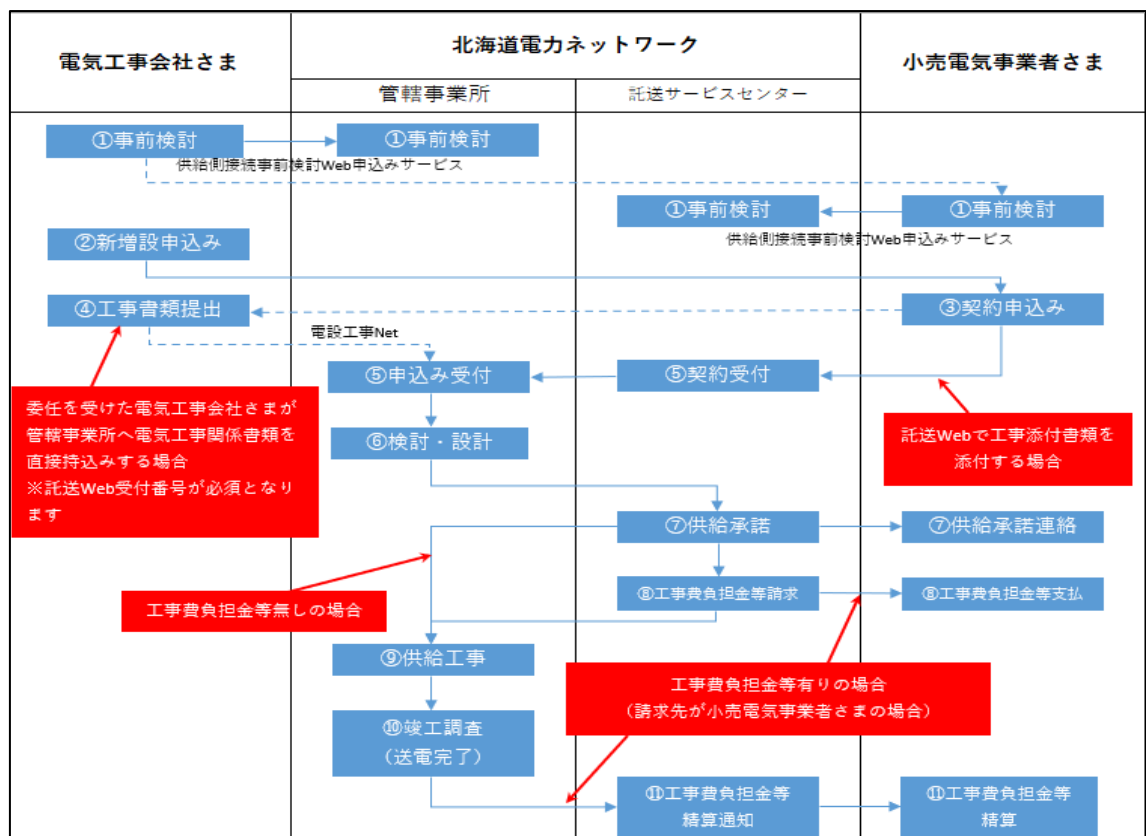 電気工事会社さま
北海道電力ネットワーク
小売電気事業者さま
管轄事業所
託送サービスセンター
①事前検討
①事前検討
供給側接続事前検討Web申込みサービス
①事前検討
①事前検討
供給側接続事前検討Web申込みサービス
②新増設申込み
④工事書類提出
③契約申込み
電設工事Net
⑤申込み受付
⑤契約受付
委任を受けた電気工事会社さまが
管轄事業所へ電気工事関係書類を
直接持込みする場合
※託送Web受付番号が必須となり
ます
託送Webで工事添付書類を
添付する場合
⑥検討・設計
⑦供給承諾
⑦供給承諾連絡
工事費負担金等無しの場合
⑧工事費負担金等請求
⑧工事費負担金等支払
⑨供給工事
工事費負担金等有りの場合
（請求先が小売電気事業者さまの場合）
⑩竣工調査
（送電完了）
⑪工事費負担金等
精算通知
⑪工事費負担金等
精算